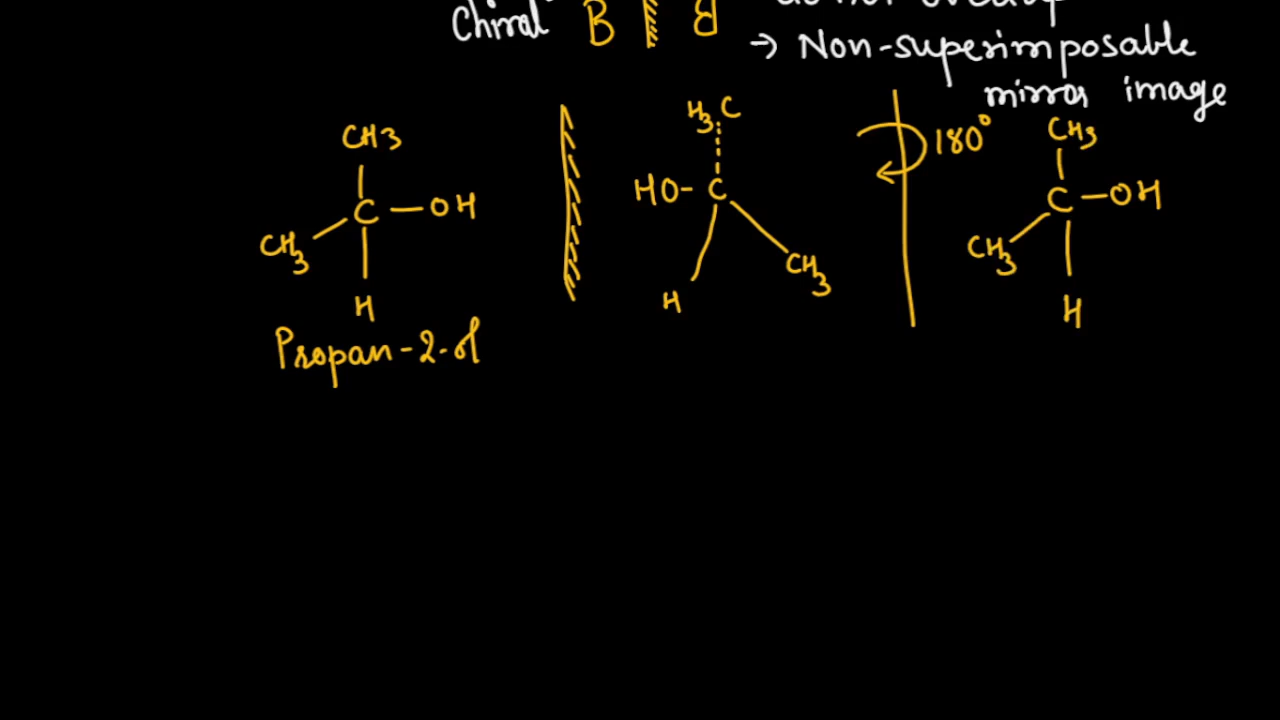 Chiral B B
→ Non-superimposable
mirror image
CH3
C - OH
CH3
H
Propan-2-ol
H3C
HO- C
CH3
H
180°
CH3
C - OH
CH3
H